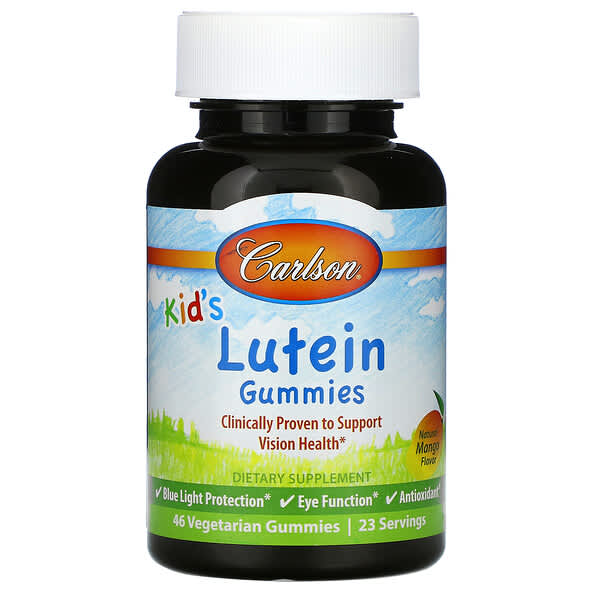 Carlson®
Kid's
Lutein
Gummies
Clinically Proven to Support
Vision Health*
Natural
Mango
Flavor
DIETARY SUPPLEMENT
✓ Blue Light Protection* ✓ Eye Function* ✓ Antioxidant*
46 Vegetarian Gummies | 23 Servings